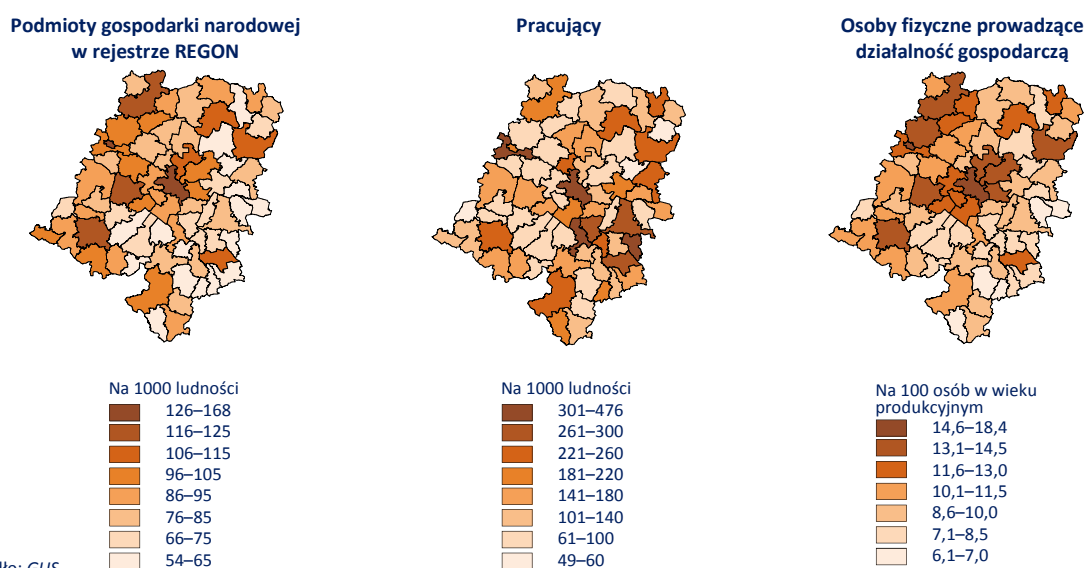 Podmioty gospodarki narodowej
w rejestrze REGON
Pracujący
Osoby fizyczne prowadzące
działalność gospodarczą
Na 1000 ludności
126–168
116–125
106–115
96–105
86–95
76–85
66–75
54–65
Na 1000 ludności
301–476
261–300
221–260
181–220
141–180
101–140
61–100
49–60
Na 100 osób w wieku
produkcyjnym
14,6–18,4
13,1–14,5
11,6–13,0
10,1–11,5
8,6–10,0
7,1–8,5
6,1–7,0
GUS